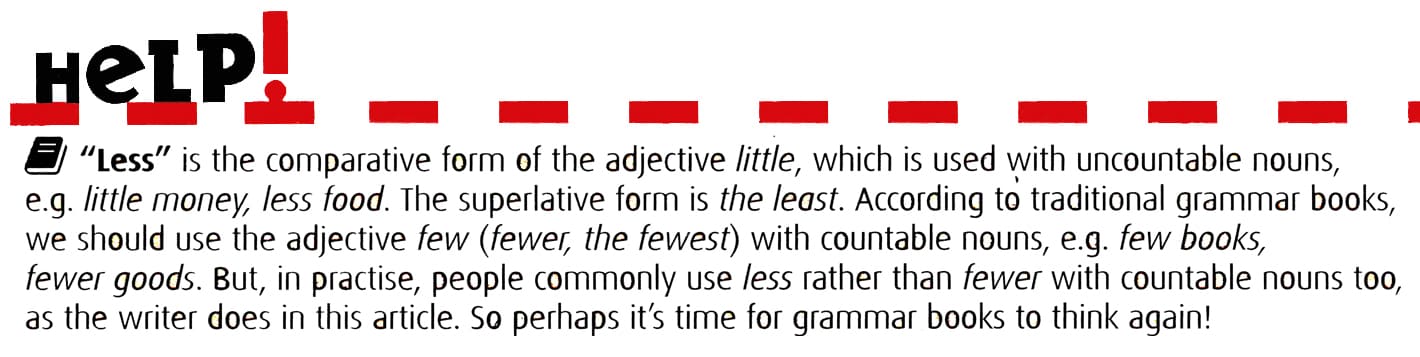 HeLP!
"Less" is the comparative form of the adjective little, which is used with uncountable nouns,
e.g. little money, less food. The superlative form is the least. According to traditional grammar books,
we should use the adjective few (fewer, the fewest) with countable nouns, e.g. few books,
fewer goods. But, in practise, people commonly use less rather than fewer with countable nouns too,
as the writer does in this article. So perhaps it's time for grammar books to think again!